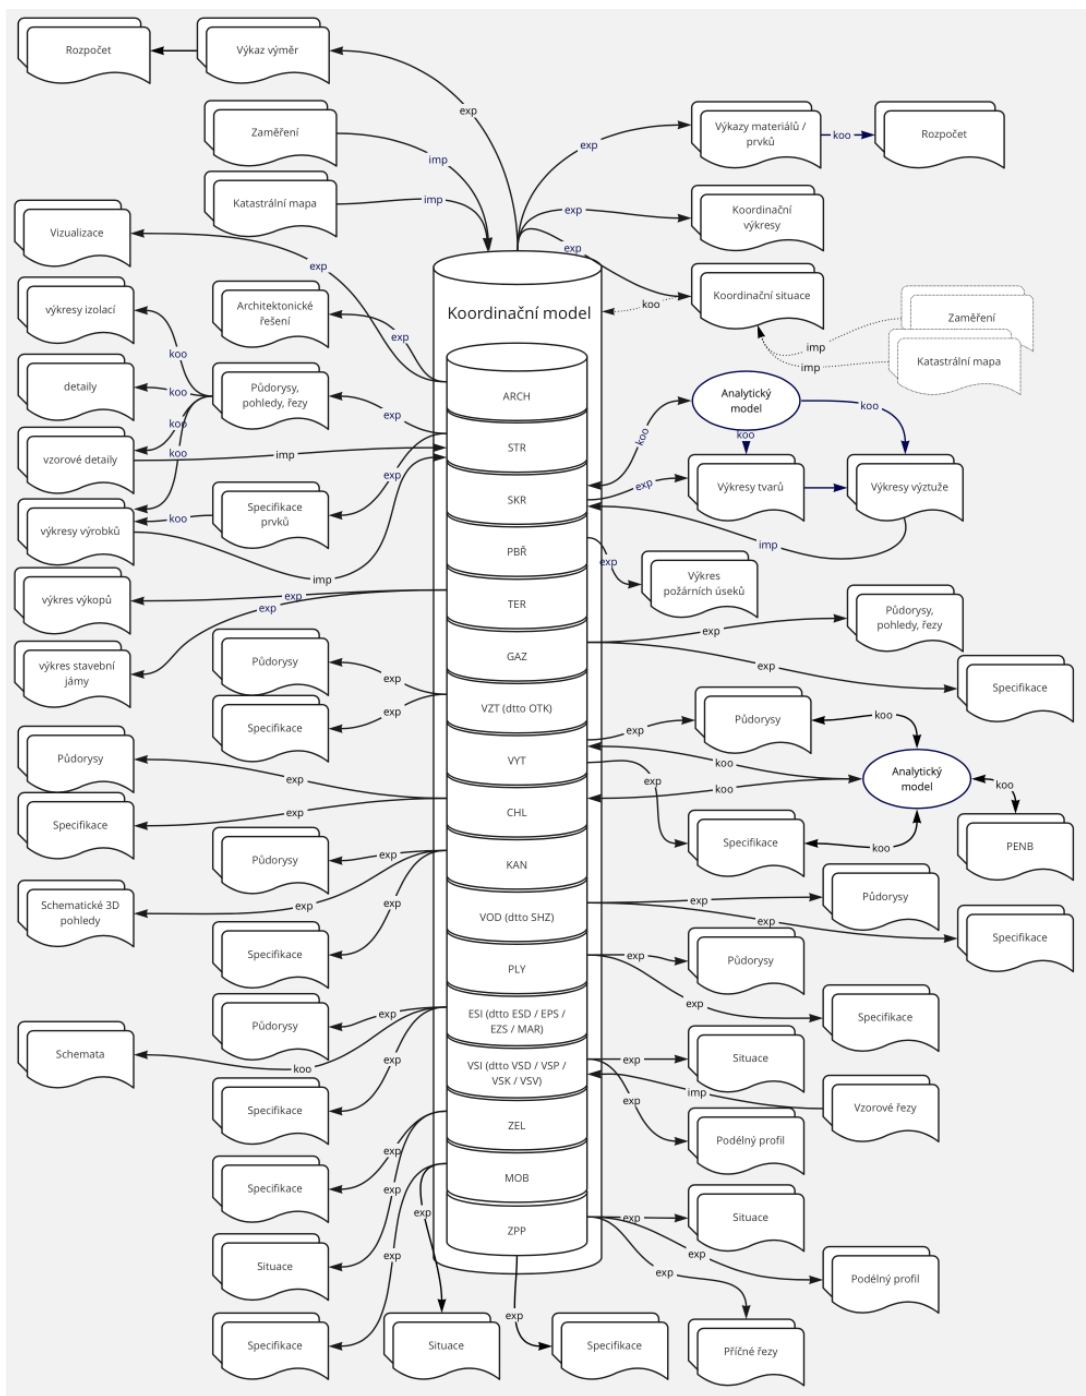 Rozpočet
Výkaz výměr
exp
Zaměření
imp
Katastrální mapa
imp
exp
Výkazy materiálů /
prvků
koo
Rozpočet
exp
Koordinační
výkresy
exp
Koordinační situace
koo
Zaměření
imp
Katastrální mapa
imp
Vizualizace
exp
výkresy izolací
koo
Architektonické
řešení
exp
Koordinační model
detaily
koo
Půdorysy,
pohledy, řezy
exp
ARCH
Analytický
model
koo
koo
koo
vzorové detaily
koo
koo
imp
STR
výkresy výrobků
koo
Specifikace
prvků
exp
imp
SKR
exp
Výkresy tvarů
Výkresy výztuže
imp
PBŘ
exp
Výkres
požárních úseků
výkres výkopů
exp
TER
výkres stavební
jámy
exp
GAZ
exp
Půdorysy,
pohledy, řezy
exp
Specifikace
Půdorysy
exp
Specifikace
exp
VZT (dtto OTK)
Půdorysy
exp
VYT
exp
Půdorysy
koo
koo
exp
koo
Analytický
model
koo
PENB
Specifikace
exp
CHL
Specifikace
koo
Půdorysy
exp
KAN
Schematické 3D
pohledy
exp
exp
Specifikace
VOD (dtto SHZ)
exp
Půdorysy
exp
Specifikace
PLY
exp
Půdorysy
exp
Specifikace
Půdorysy
exp
ESI (dtto ESD / EPS /
EZS / MAR)
Schemata
koo
exp
Specifikace
VSI (dtto VSD / VSP /
VSK / VSV)
exp
Situace
imp
Vzorové řezy
exp
Podélný profil
ZEL
exp
Specifikace
exp
Situace
MOB
exp
exp
Specifikace
Situace
ZPP
exp
Situace
exp
Podélný profil
exp
Příčné řezy
exp
Specifikace